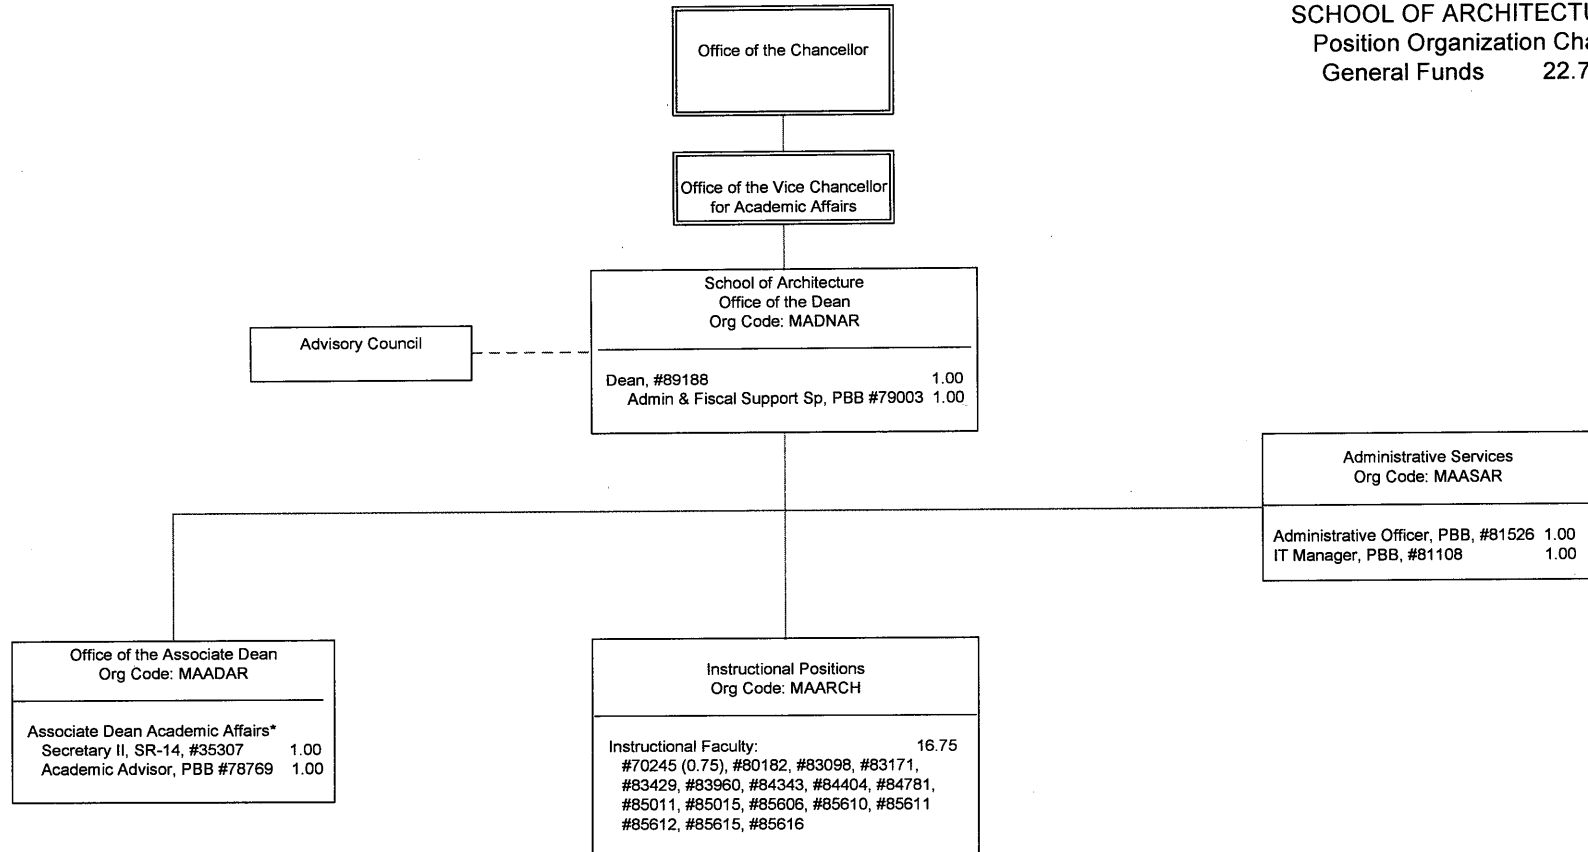 SCHOOL OF ARCHITECTU
Position Organization Cha
General Funds 22.7
Office of the Chancellor
Office of the Vice Chancellor
for Academic Affairs
School of Architecture
Office of the Dean
Org Code: MADNAR
Dean, #89188 1.00
Admin & Fiscal Support Sp, PBB #79003 1.00
Advisory Council
Administrative Services
Org Code: MAASAR
Administrative Officer, PBB, #81526 1.00
IT Manager, PBB, #81108 1.00
Office of the Associate Dean
Org Code: MAADAR
Associate Dean Academic Affairs*
Secretary II, SR-14, #35307 1.00
Academic Advisor, PBB #78769 1.00
Instructional Positions
Org Code: MAARCH
Instructional Faculty: 16.75
#70245 (0.75), #80182, #83098, #83171,
#83429, #83960, #84343, #84404, #84781,
#85011, #85015, #85606, #85610, #85611
#85612, #85615, #85616